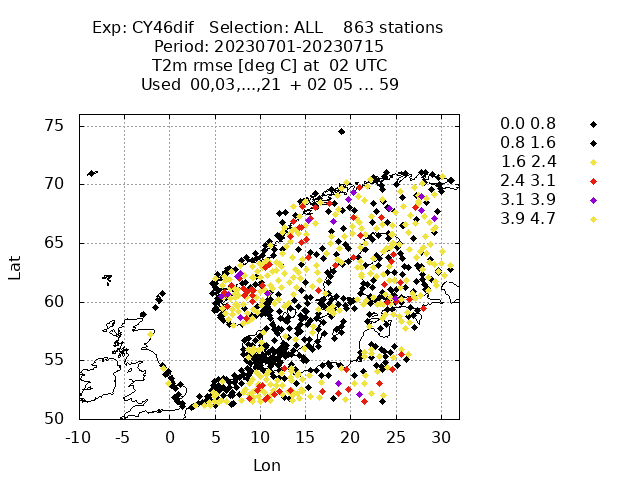 Exp: CY46dif   Selection: ALL    863 stations
Period: 20230701-20230715
T2m rmse [deg C] at  02 UTC
Used  00,03,...,21  + 02 05 ... 59
75
70
65
60
55
50
Lat
-10 -5 0 5 10 15 20 25 30
Lon
0.0 0.8
0.8 1.6
1.6 2.4
2.4 3.1
3.1 3.9
3.9 4.7